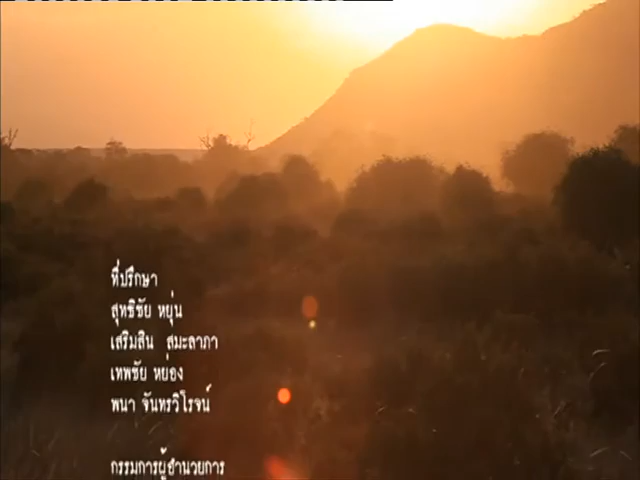 ที่ปรึกษา
สุทธิชัย หยุ่น
เสริมสิน สมะลาภา
เทพชัย หย่อง
พนา จันทรวิโรจน์
กรรมการผู้อำนวยการ